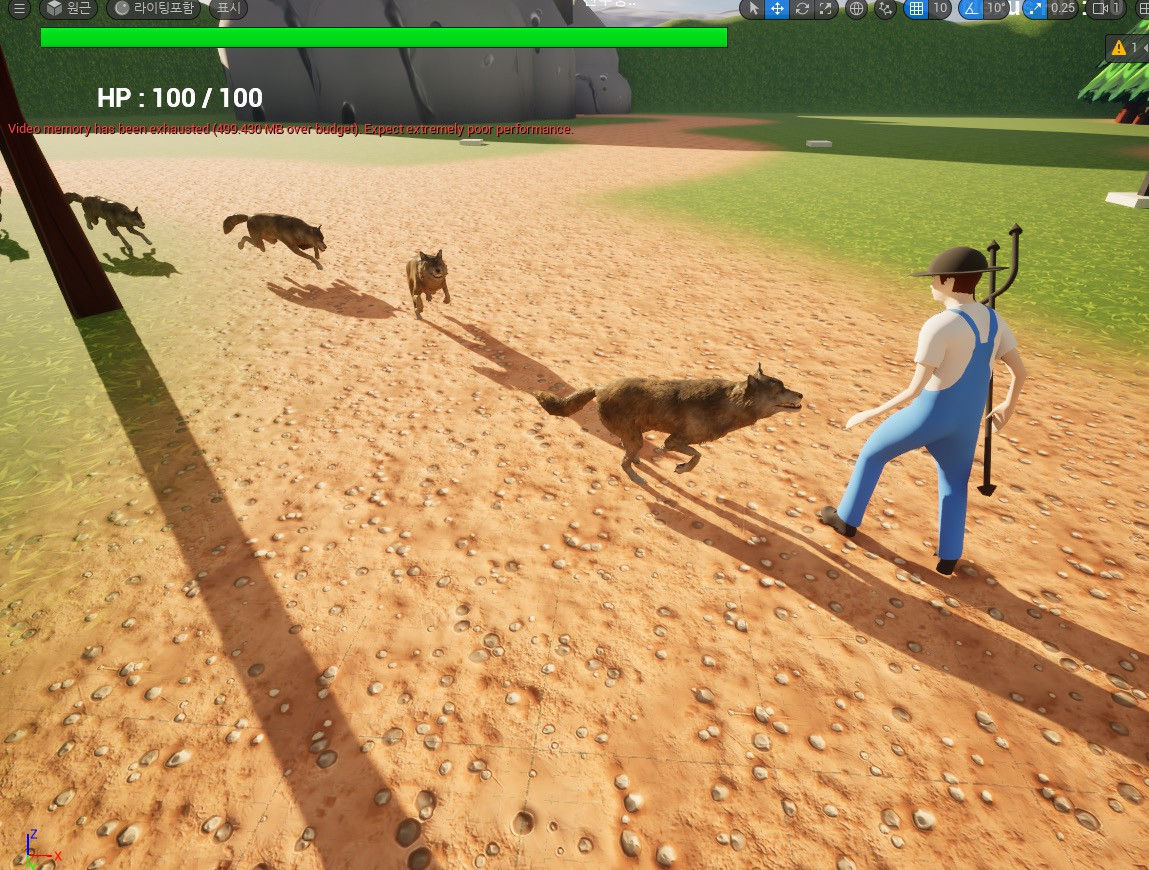 원근 라이팅포함 표시 10 10° 0.25 1
1
HP : 100 / 100
Video memory has been exhausted (499.430 MB over budget). Expect extremely poor performance.
Z
X